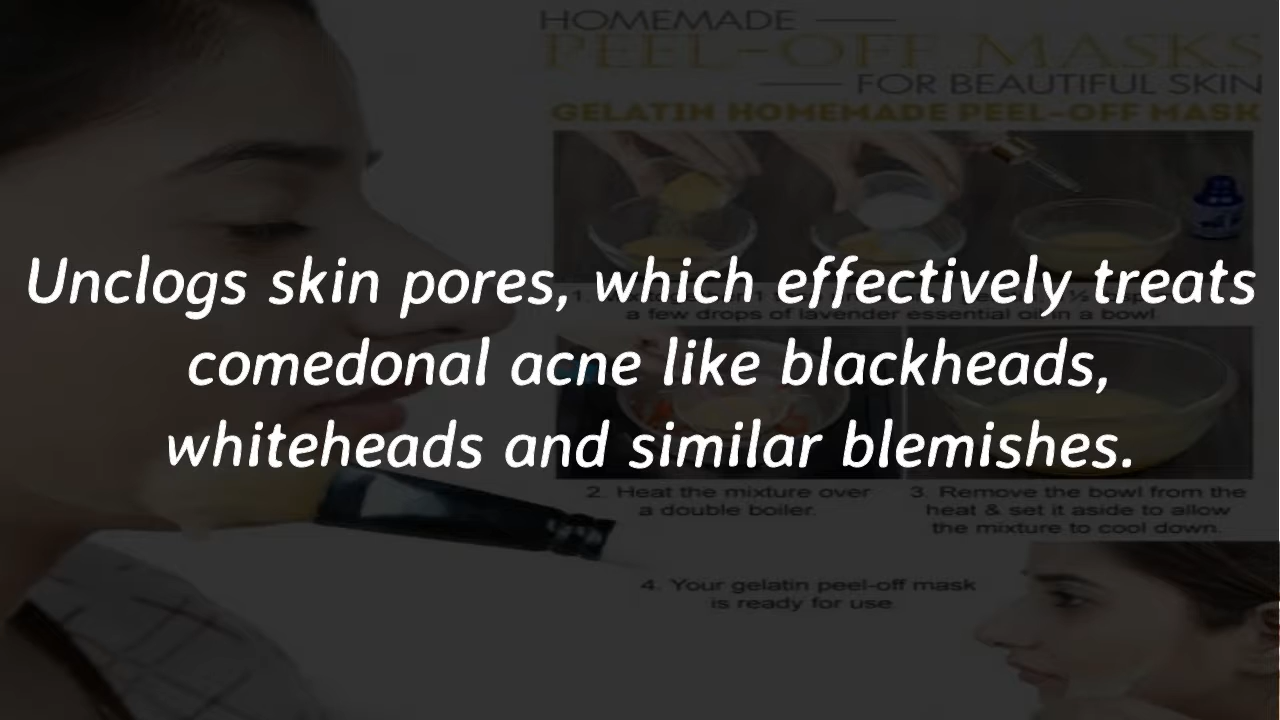 HOMEMADE
PEEL-OFF MASKS
FOR BEAUTIFUL SKIN
GELATIN HOMEMADE PEEL-OFF MASK
Unclogs skin pores, which effectively treats
a few drops of lavender essential oil in a bowl.
comedonal acne like blackheads,
whiteheads and similar blemishes.
2. Heat the mixture over
a double boiler.
3. Remove the bowl from the
heat & set it aside to allow
the mixture to cool down.
4. Your gelatin peel-off mask
is ready for use